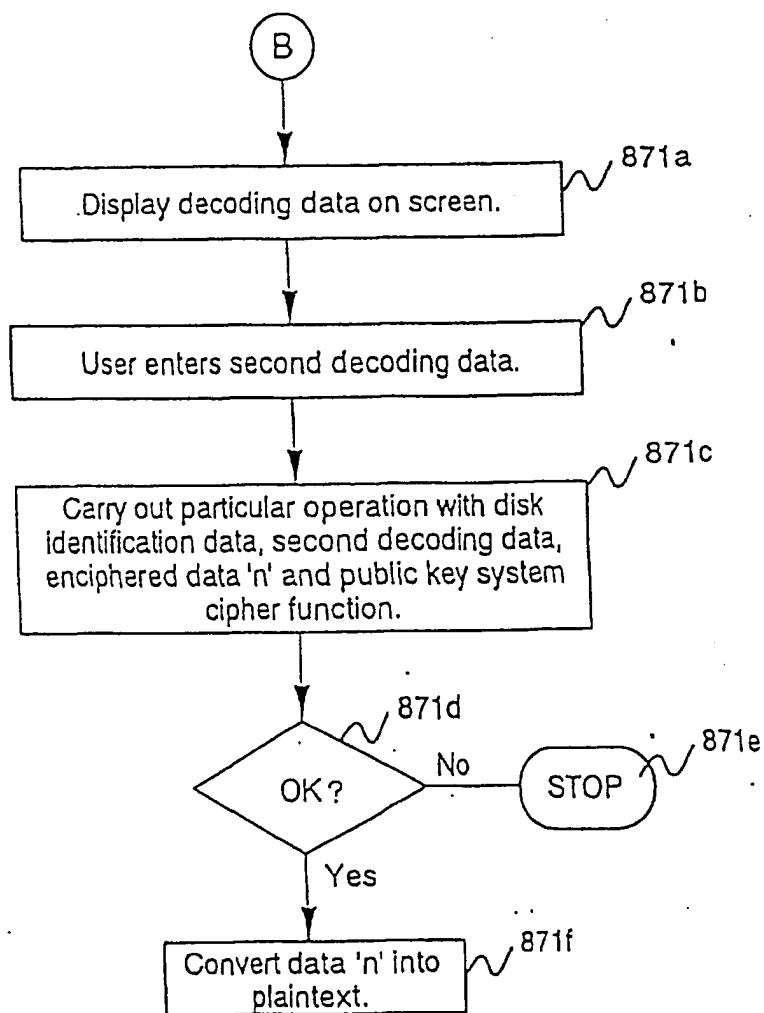 B
871a
Display decoding data on screen.
871b
User enters second decoding data.
871c
Carry out particular operation with disk
identification data, second decoding data,
enciphered data 'n' and public key system
cipher function.
871d
OK?
No
STOP
871e
Yes
871f
Convert data 'n' into
plaintext.